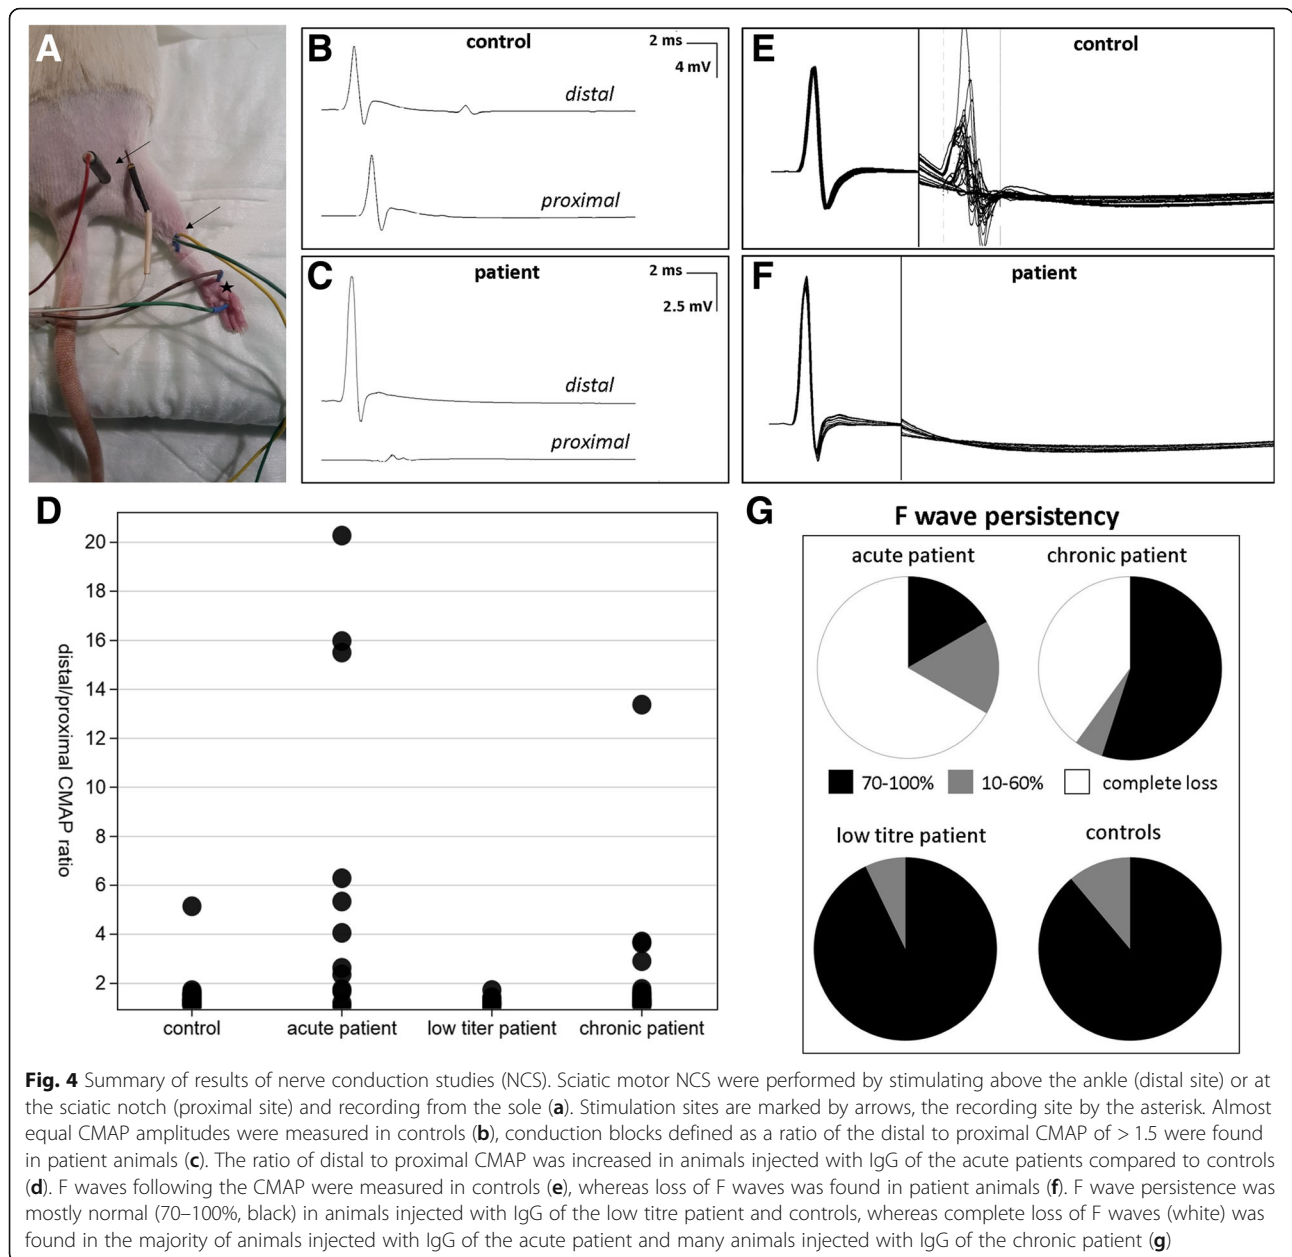 A
B
control
2 ms
4 mV
distal
proximal
C
patient
2 ms
2.5 mV
distal
proximal
E
control
F
patient
D
distal/proximal CMAP ratio
20
18
16
14
12
10
8
6
4
2
control
acute patient
low titer patient
chronic patient
G
F wave persistency
acute patient
chronic patient
70-100%
10-60%
complete loss
low titre patient
controls
Fig. 4 Summary of results of nerve conduction studies (NCS). Sciatic motor NCS were performed by stimulating above the ankle (distal site) or at
the sciatic notch (proximal site) and recording from the sole (a). Stimulation sites are marked by arrows, the recording site by the asterisk. Almost
equal CMAP amplitudes were measured in controls (b), conduction blocks defined as a ratio of the distal to proximal CMAP of > 1.5 were found
in patient animals (c). The ratio of distal to proximal CMAP was increased in animals injected with IgG of the acute patients compared to controls
(d). F waves following the CMAP were measured in controls (e), whereas loss of F waves was found in patient animals (f). F wave persistence was
mostly normal (70–100%, black) in animals injected with IgG of the low titre patient and controls, whereas complete loss of F waves (white) was
found in the majority of animals injected with IgG of the acute patient and many animals injected with IgG of the chronic patient (g)